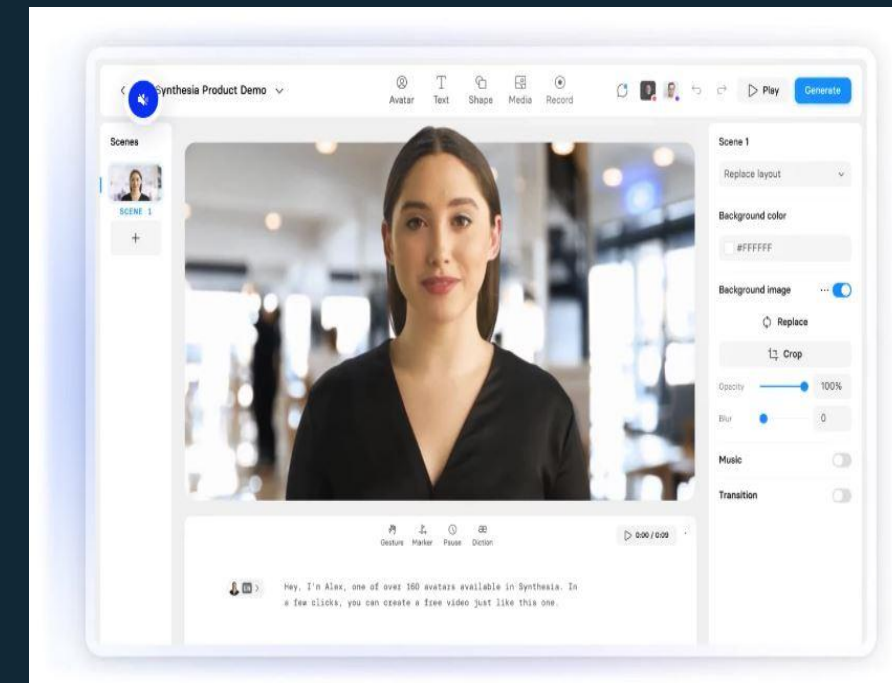 Synthesia Product Demo
Avatar Text Shape Media Record
Play
Generate
Scenes
SCENE 1
+
Scene 1
Replace layout
Background color
#FFFFFF
Background image
Replace
Crop
Opacity 100%
Blur 0
Music
Transition
Gesture Marker Pause Diction
0:00 / 0:09
EN
Hey, I'm Alex, one of over 160 avatars available in Synthesia. In
a few clicks, you can create a free video just like this one.